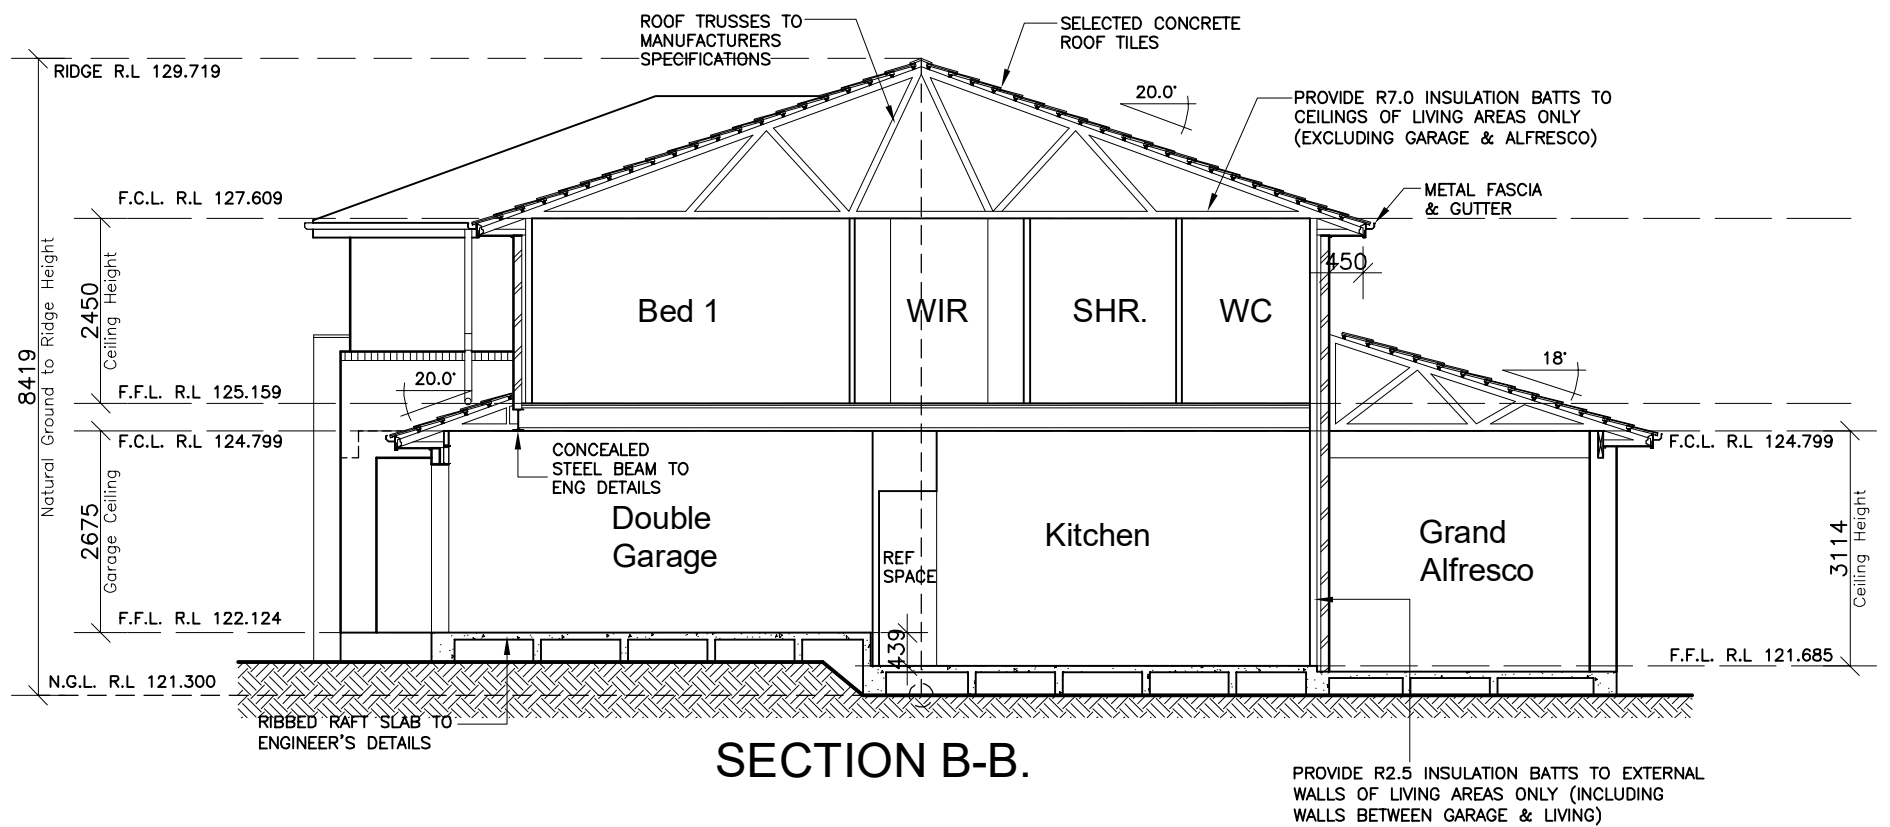 ROOF TRUSSES TO
MANUFACTURERS
SPECIFICATIONS
SELECTED CONCRETE
ROOF TILES
RIDGE R.L 129.719
20.0°
PROVIDE R7.0 INSULATION BATTS TO
CEILINGS OF LIVING AREAS ONLY
(EXCLUDING GARAGE & ALFRESCO)
METAL FASCIA
& GUTTER
F.C.L. R.L 127.609
2450
Ceiling Height
8419
Natural Ground to Ridge Height
450
Bed 1
WIR
SHR.
WC
20.0°
18°
F.F.L. R.L 125.159
F.C.L. R.L 124.799
F.C.L. R.L 124.799
CONCEALED
STEEL BEAM TO
ENG DETAILS
2675
Garage Ceiling
Double
Garage
Kitchen
Grand
Alfresco
3114
Ceiling Height
REF
SPACE
439
F.F.L. R.L 122.124
F.F.L. R.L 121.685
N.G.L. R.L 121.300
RIBBED RAFT SLAB TO
ENGINEER'S DETAILS
SECTION B-B.
PROVIDE R2.5 INSULATION BATTS TO EXTERNAL
WALLS OF LIVING AREAS ONLY (INCLUDING
WALLS BETWEEN GARAGE & LIVING)